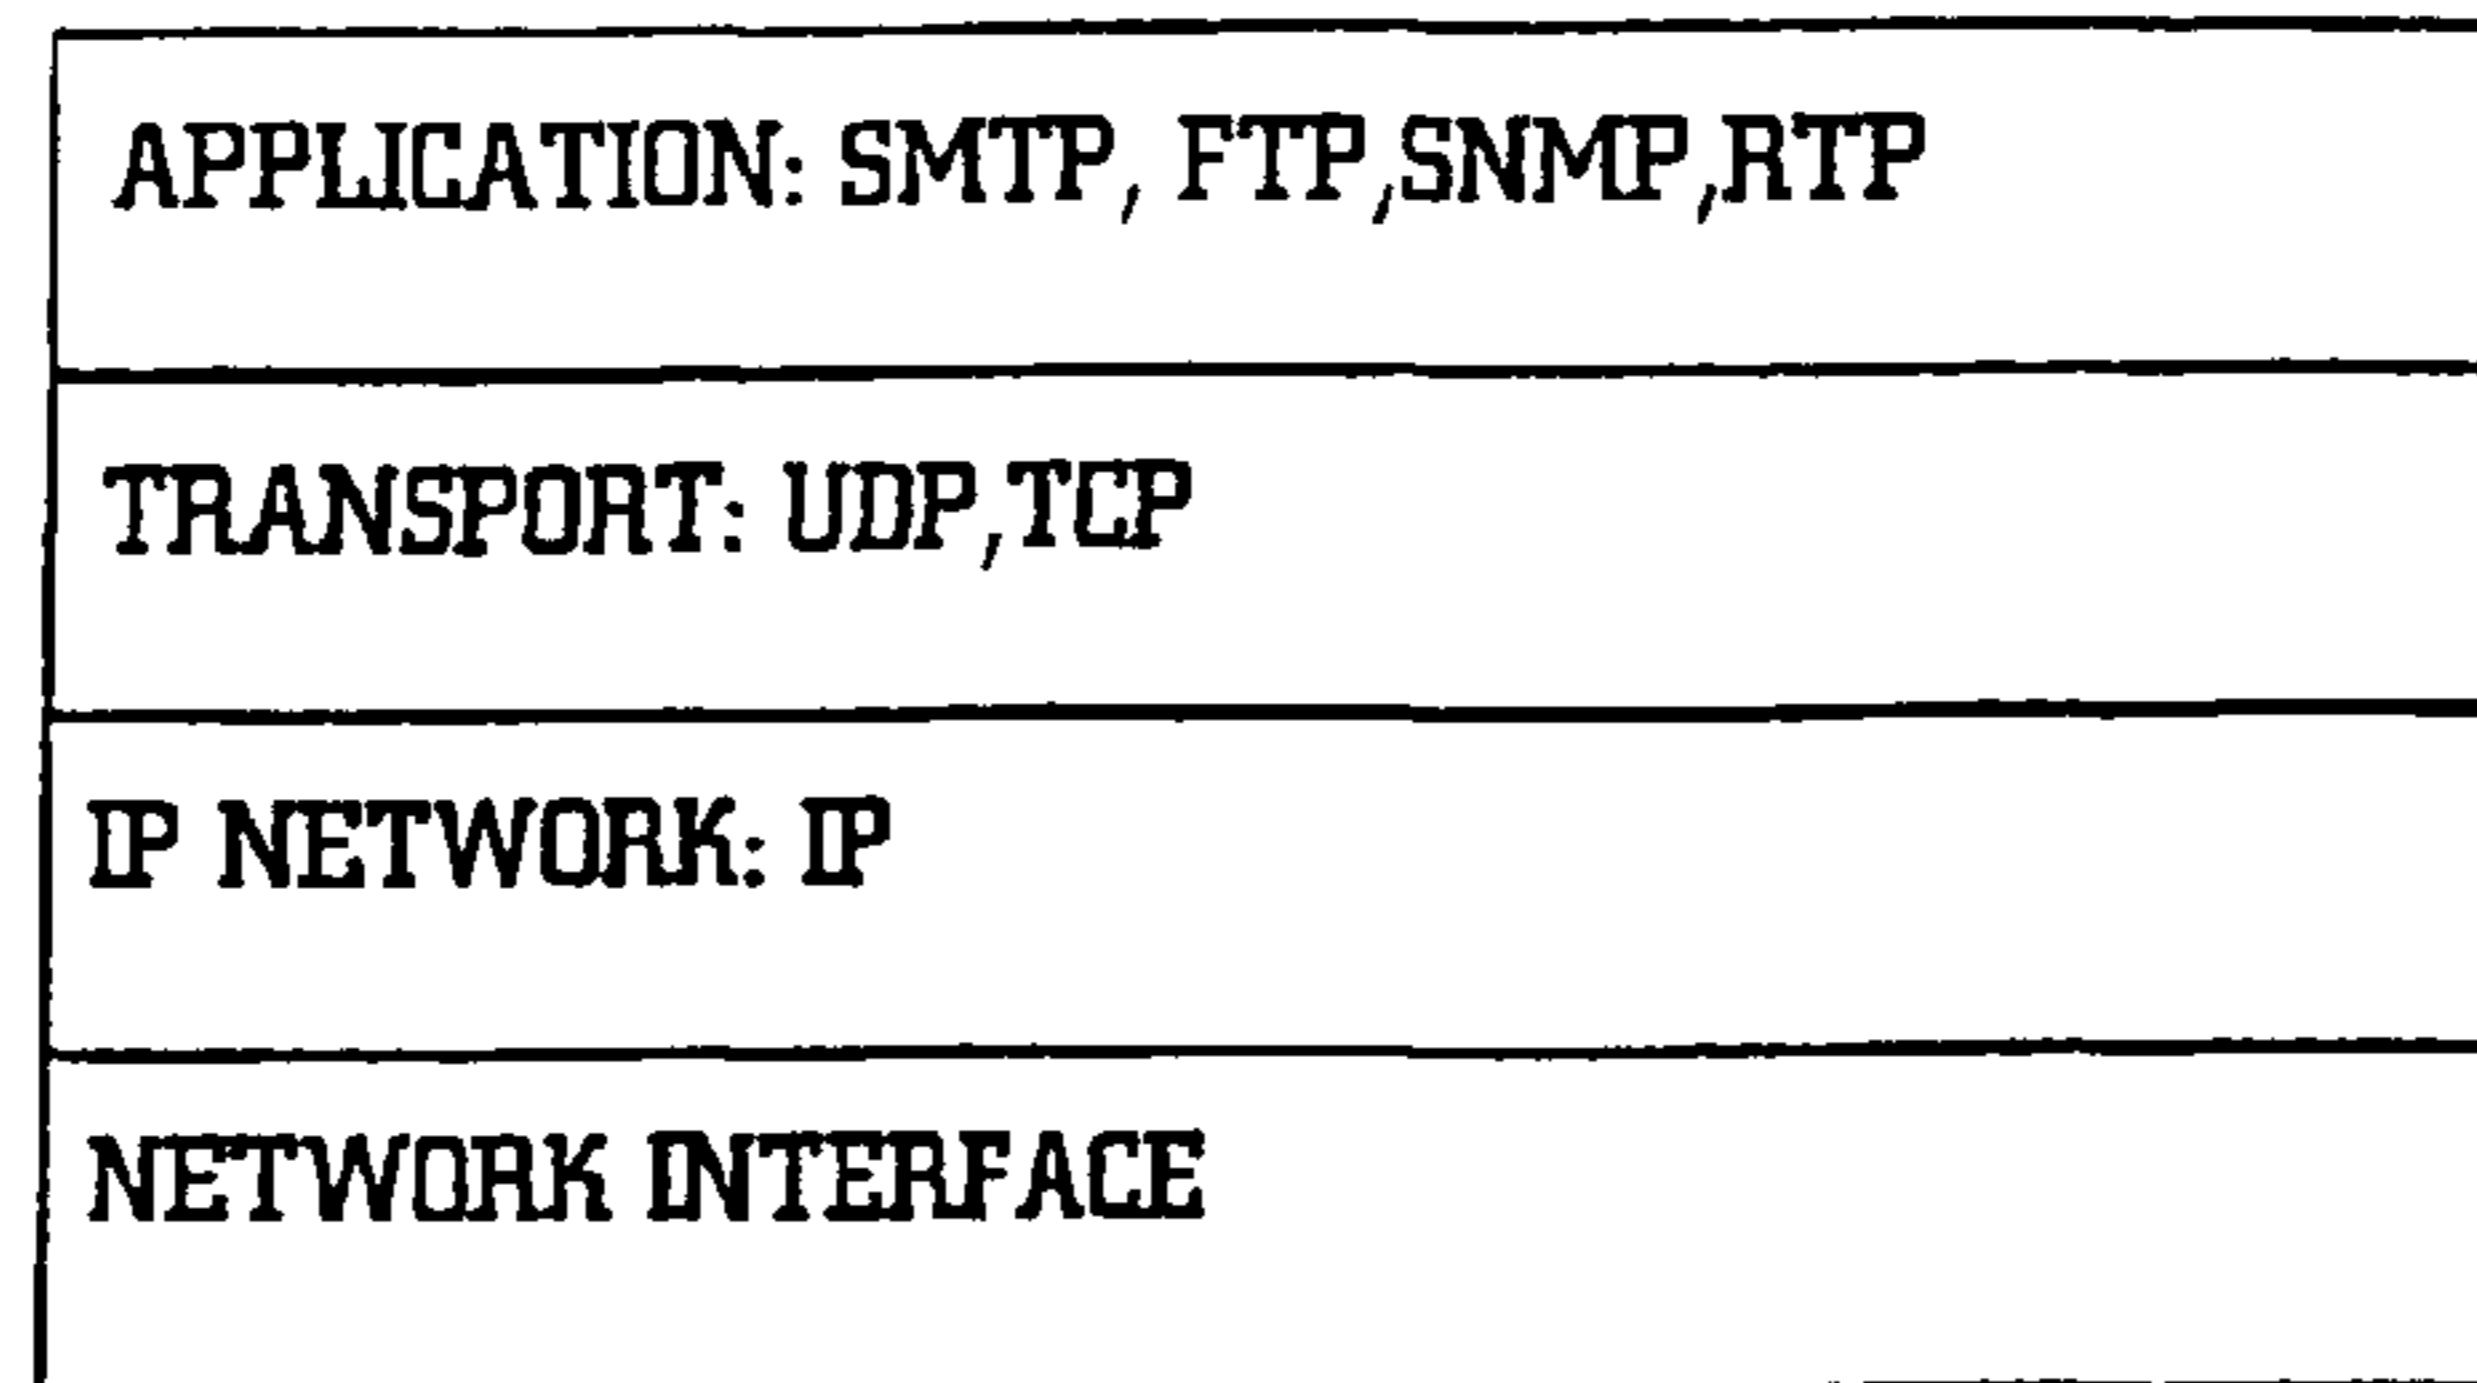 APPLICATION: SMTP, FTP,SNMP,RTP
TRANSPORT: UDP,TCP
IP NETWORK: IP
NETWORK INTERFACE